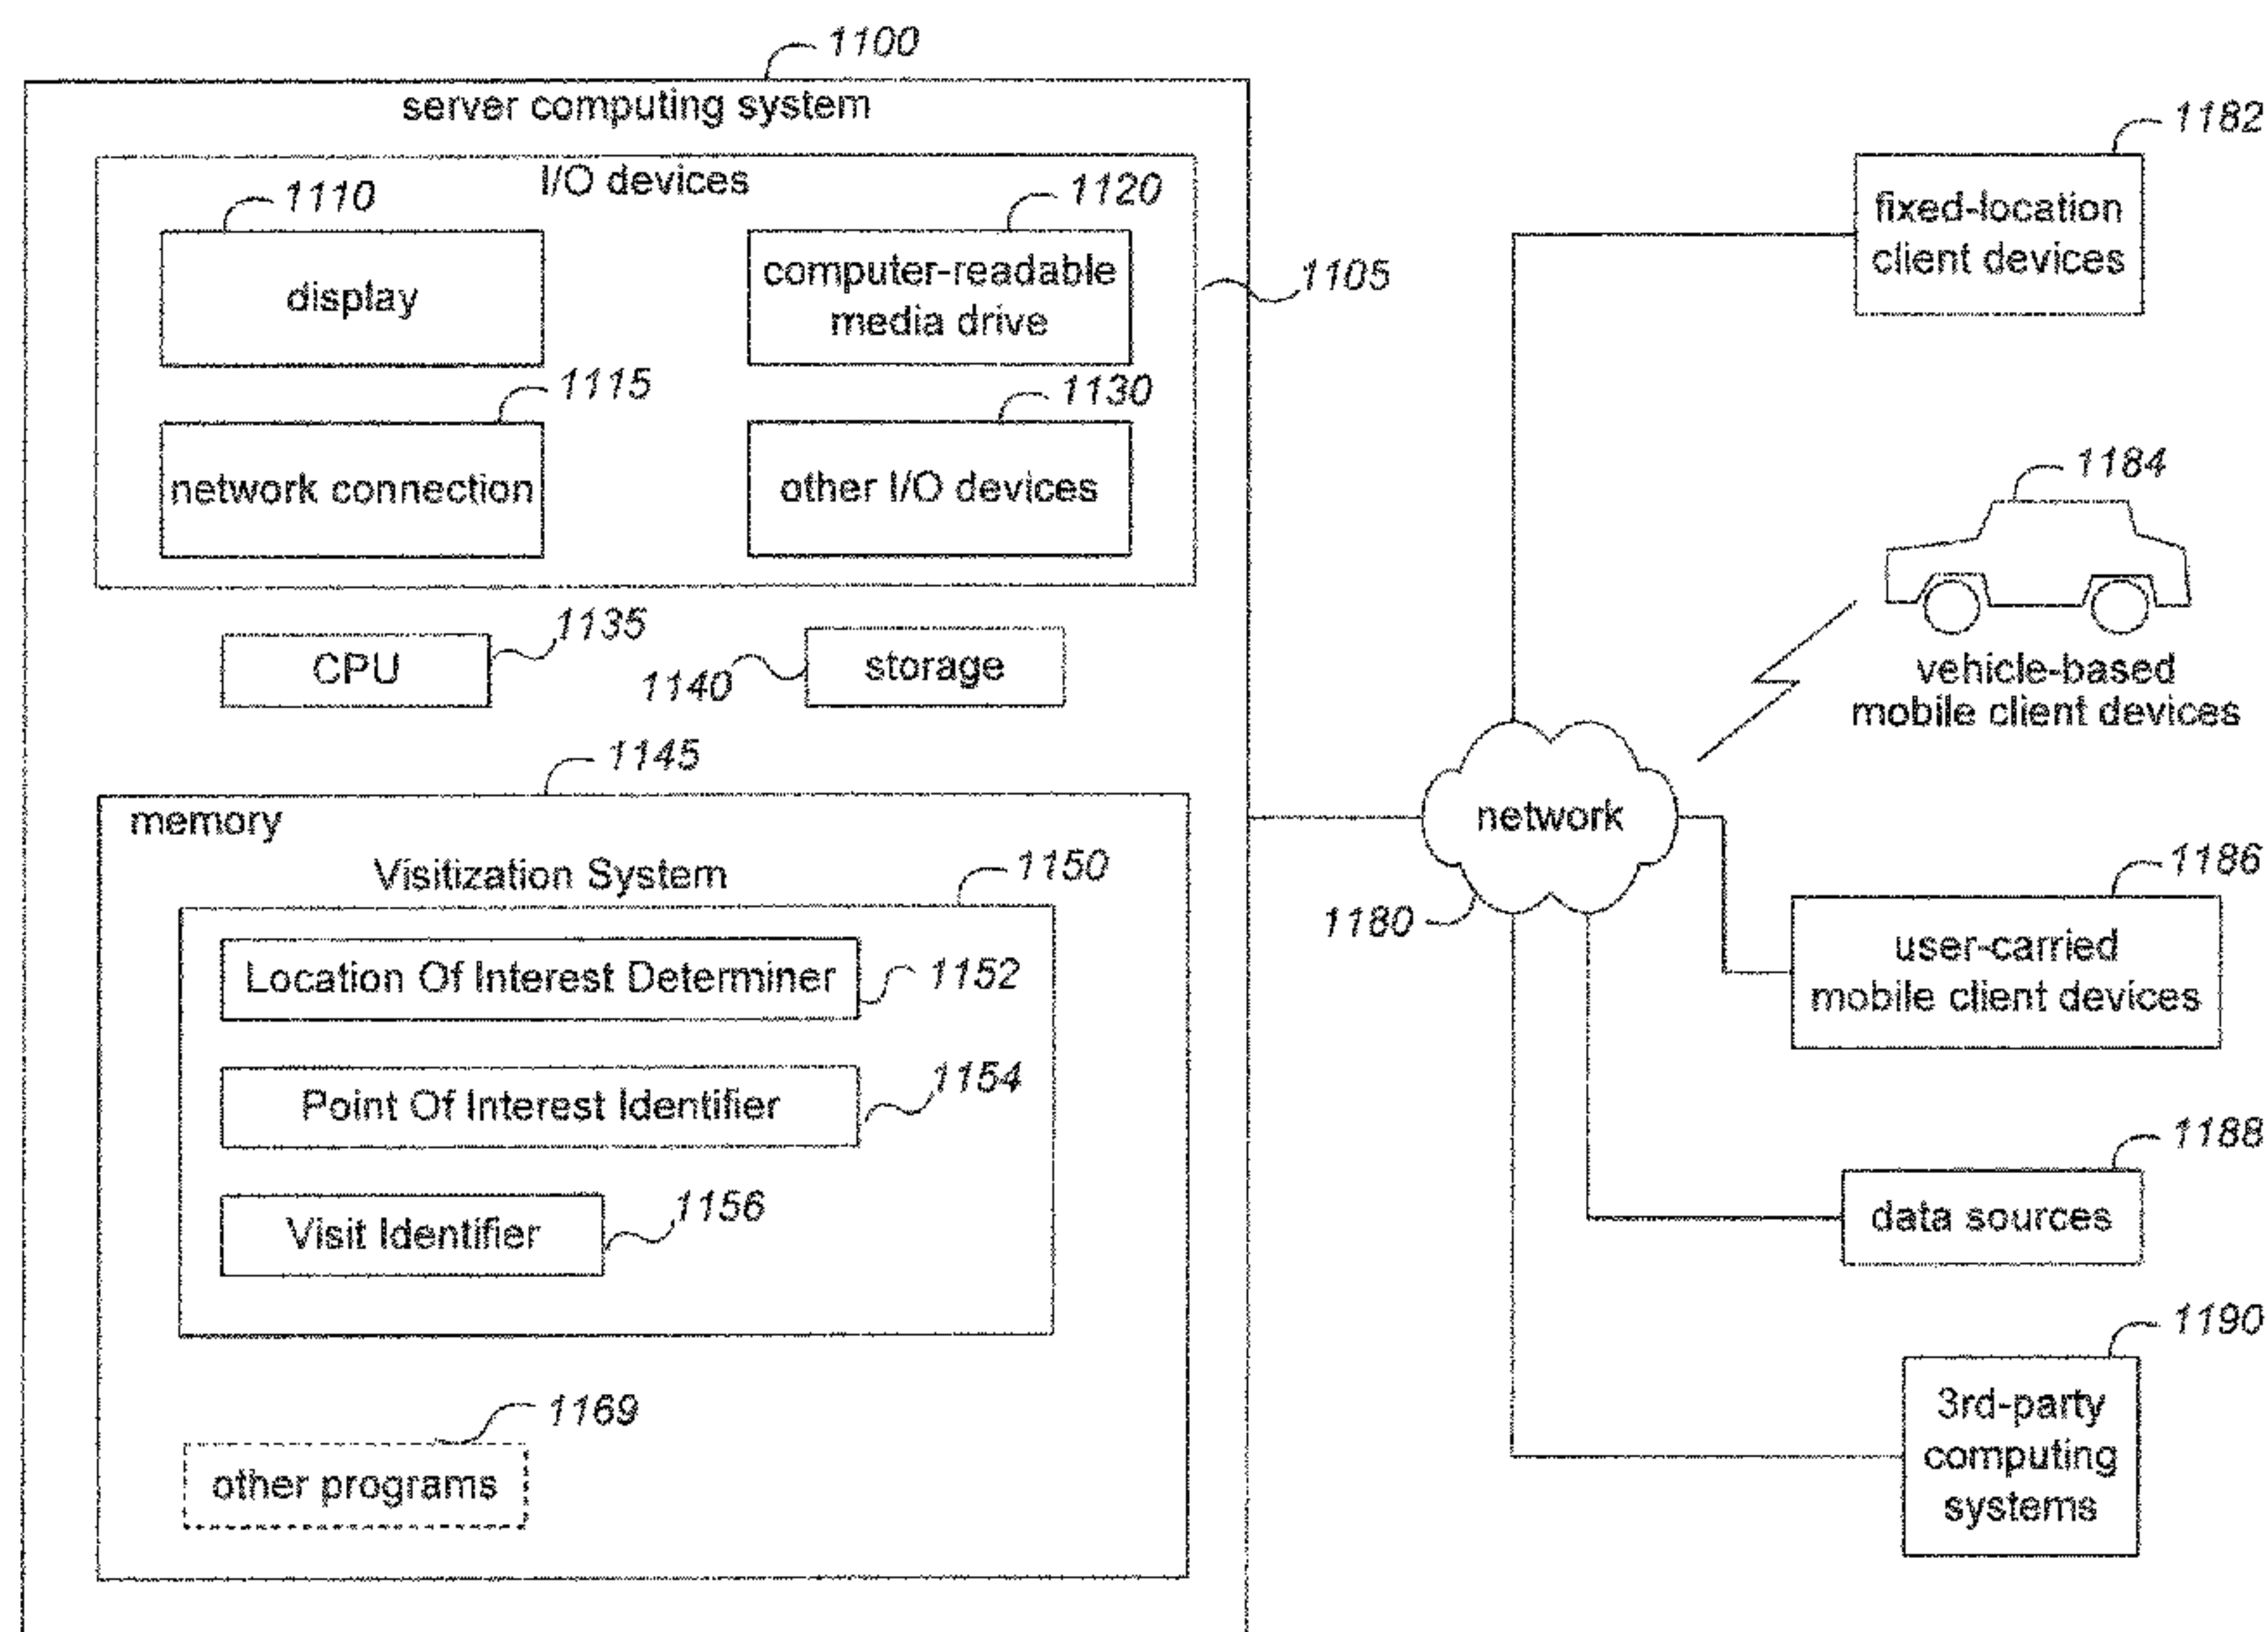 1100
server computing system
I/O devices
1110
display
1120
computer-readable
media drive
1105
1115
network connection
1130
other I/O devices
CPU
1135
1140
storage
1145
memory
Visitization System
1150
Location Of Interest Determiner
1152
Point Of Interest Identifier
1154
Visit Identifier
1156
1169
other programs
network
1180
1182
fixed-location
client devices
1184
vehicle-based
mobile client devices
1186
user-carried
mobile client devices
1188
data sources
1190
3rd-party
computing
systems